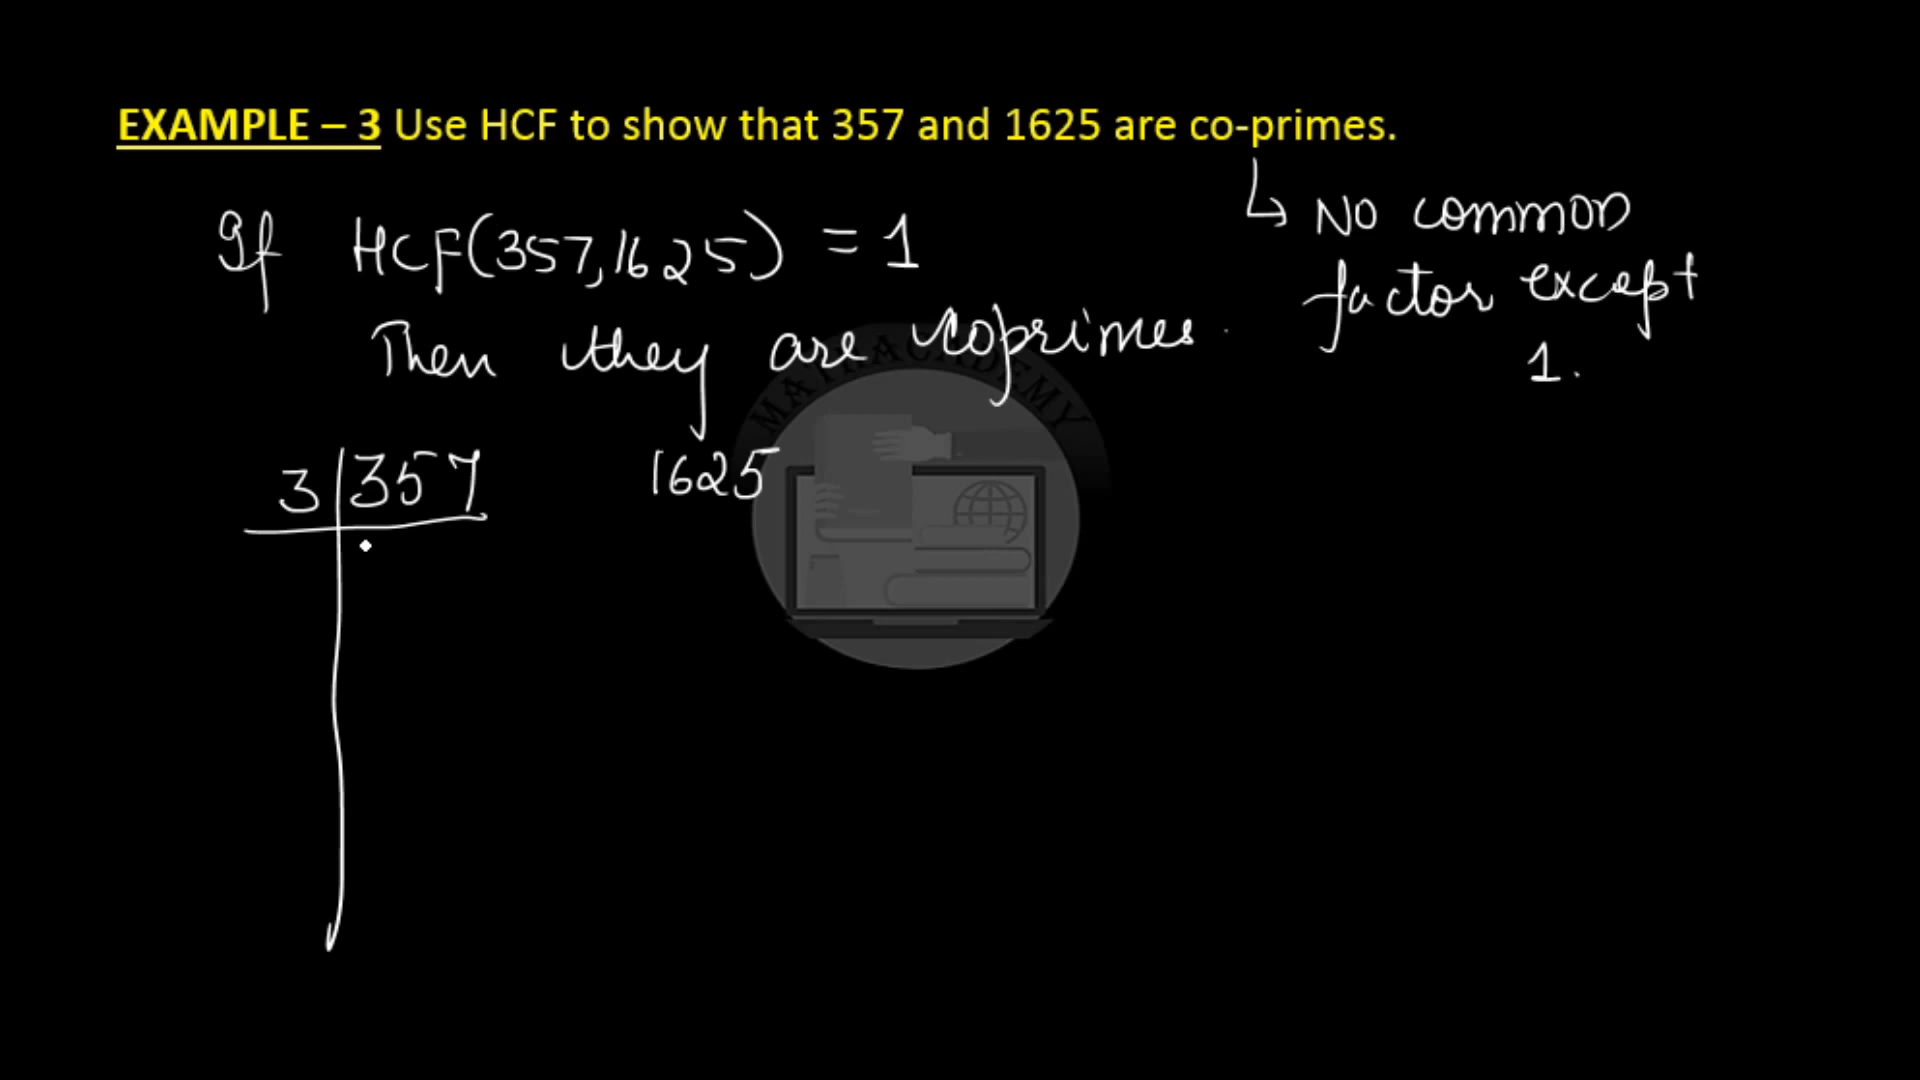 EXAMPLE – 3 Use HCF to show that 357 and 1625 are co-primes.
If HCF(357,1625) = 1
Then they are coprimes.
↳ No common
factor except
1.
3 357
1625
MATHACADEMY